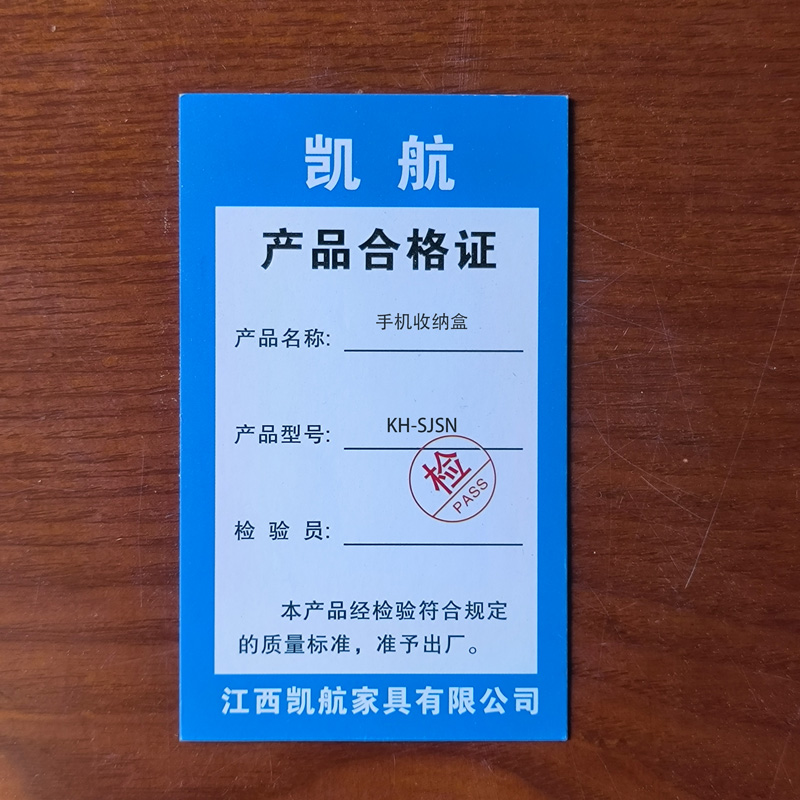 凯 航
产品合格证
产品名称: 手机收纳盒
产品型号: KH-SJSN
检
PASS
检 验 员:
本产品经检验符合规定
的质量标准，准予出厂。
江西凯航家具有限公司